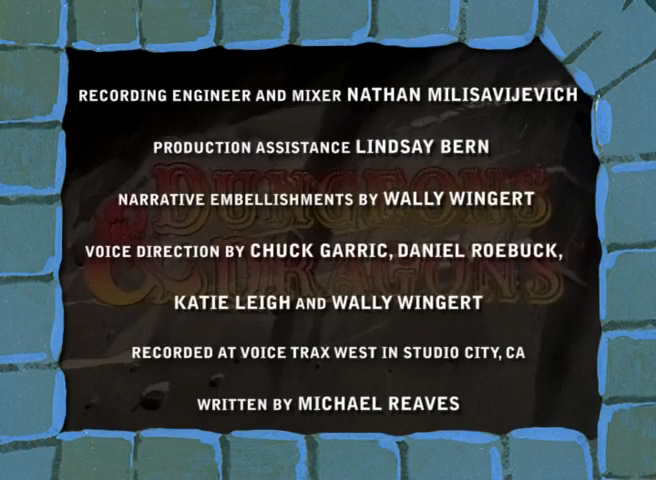 RECORDING ENGINEER AND MIXER NATHAN MILISAVIJEVICH
PRODUCTION ASSISTANCE LINDSAY BERN
NARRATIVE EMBELLISHMENTS BY WALLY WINGERT
DUNGEONS
VOICE DIRECTION BY CHUCK GARRIC, DANIEL ROEBUCK,
& DRAGONS™
KATIE LEIGH AND WALLY WINGERT
RECORDED AT VOICE TRAX WEST IN STUDIO CITY, CA
WRITTEN BY MICHAEL REAVES